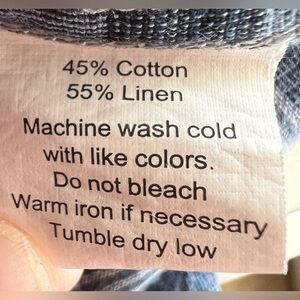 45% Cotton
55% Linen
Machine wash cold
with like colors.
Do not bleach
Warm iron if necessary
Tumble dry low